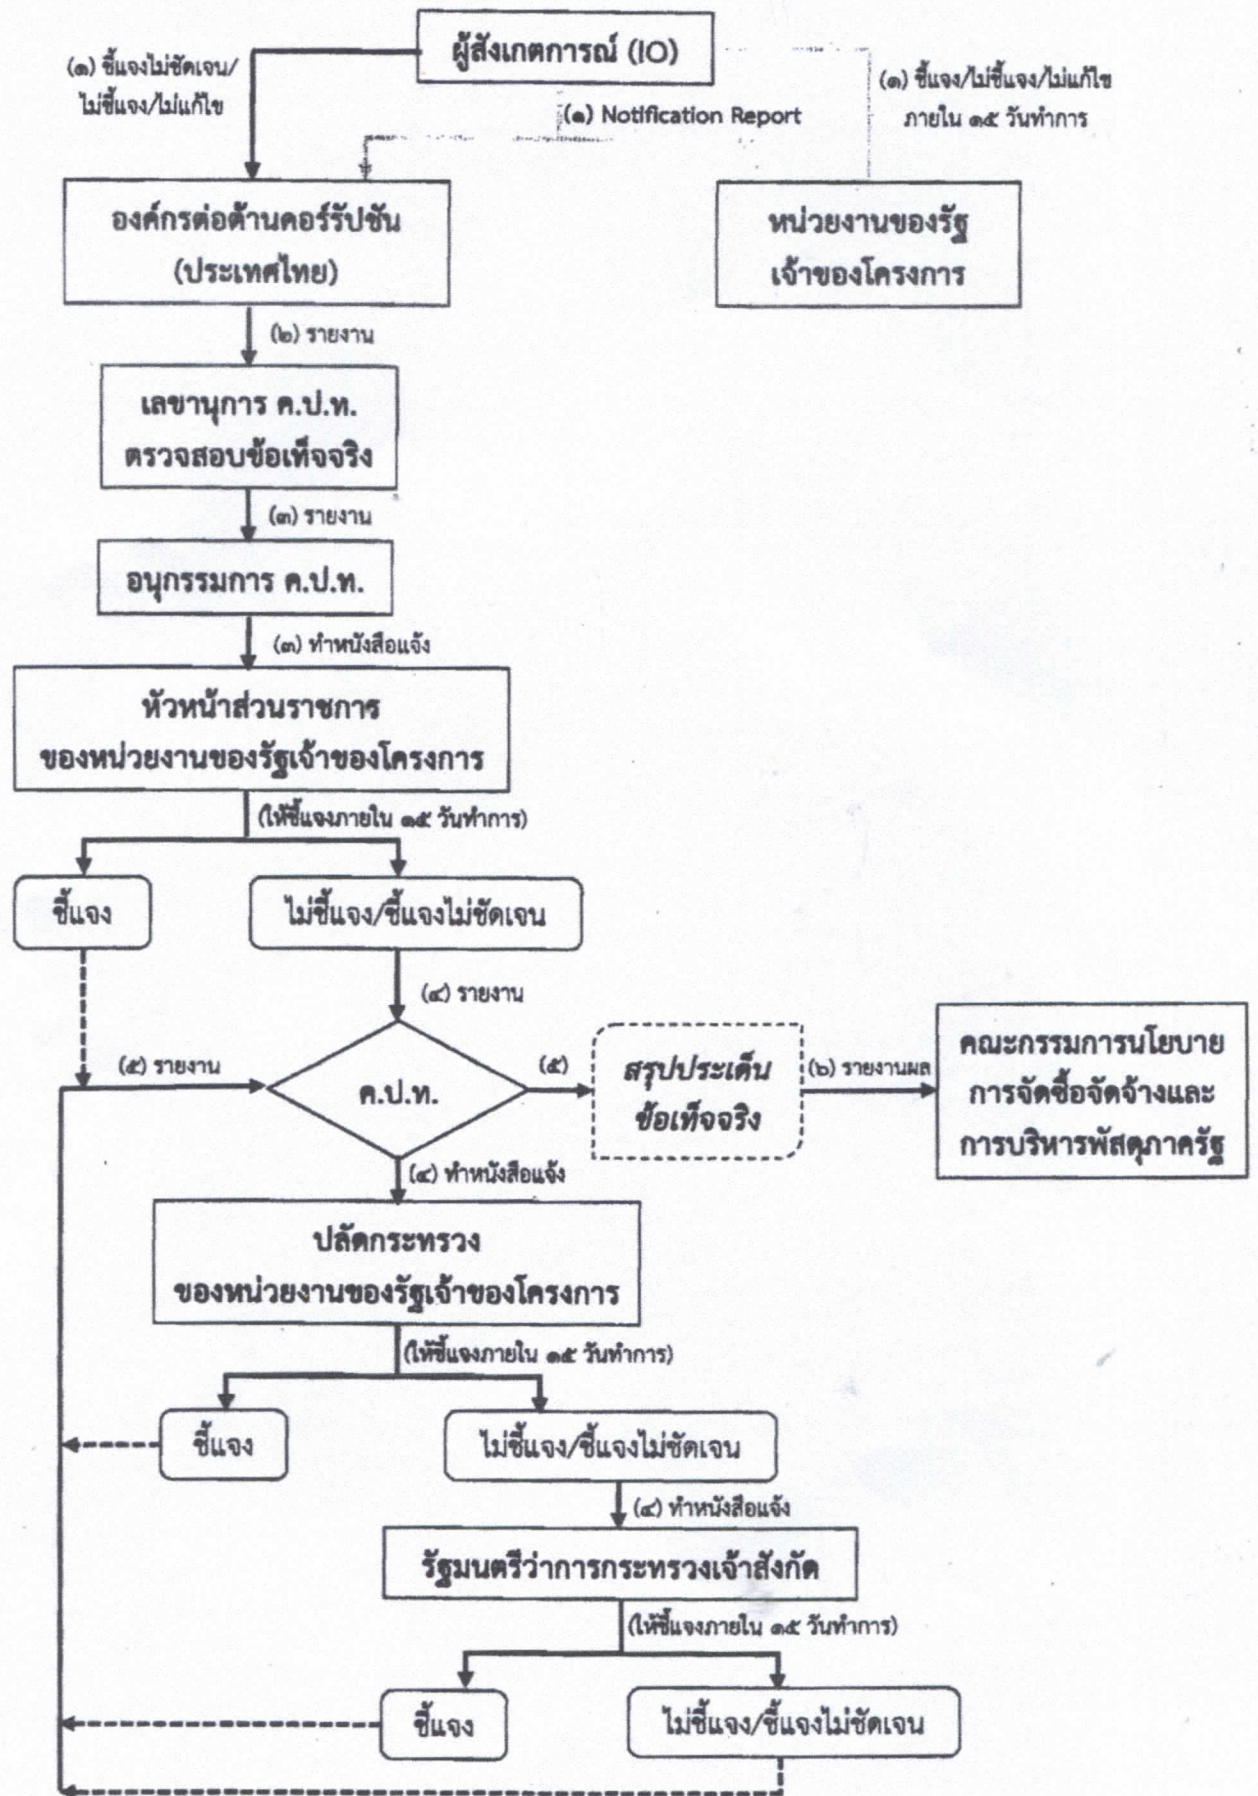 ผู้สังเกตการณ์ (IO)
(๑) ชี้แจงไม่ชัดเจน/
ไม่ชี้แจง/ไม่แก้ไข
(๑) ชี้แจง/ไม่ชี้แจง/ไม่แก้ไข
ภายใน ๑๕ วันทำการ
(๑) Notification Report
องค์กรต่อต้านคอร์รัปชัน
(ประเทศไทย)
หน่วยงานของรัฐ
เจ้าของโครงการ
(๒) รายงาน
เลขานุการ ค.ป.ท.
ตรวจสอบข้อเท็จจริง
(๓) รายงาน
อนุกรรมการ ค.ป.ท.
(๓) ทำหนังสือแจ้ง
หัวหน้าส่วนราชการ
ของหน่วยงานของรัฐเจ้าของโครงการ
(ให้ชี้แจงภายใน ๑๕ วันทำการ)
ชี้แจง
ไม่ชี้แจง/ชี้แจงไม่ชัดเจน
(๔) รายงาน
(๕) รายงาน
ค.ป.ท.
(๕)
สรุปประเด็น
ข้อเท็จจริง
(๖) รายงานผล
คณะกรรมการนโยบาย
การจัดซื้อจัดจ้างและ
การบริหารพัสดุภาครัฐ
(๔) ทำหนังสือแจ้ง
ปลัดกระทรวง
ของหน่วยงานของรัฐเจ้าของโครงการ
(ให้ชี้แจงภายใน ๑๕ วันทำการ)
ชี้แจง
ไม่ชี้แจง/ชี้แจงไม่ชัดเจน
(๔) ทำหนังสือแจ้ง
รัฐมนตรีว่าการกระทรวงเจ้าสังกัด
(ให้ชี้แจงภายใน ๑๕ วันทำการ)
ชี้แจง
ไม่ชี้แจง/ชี้แจงไม่ชัดเจน